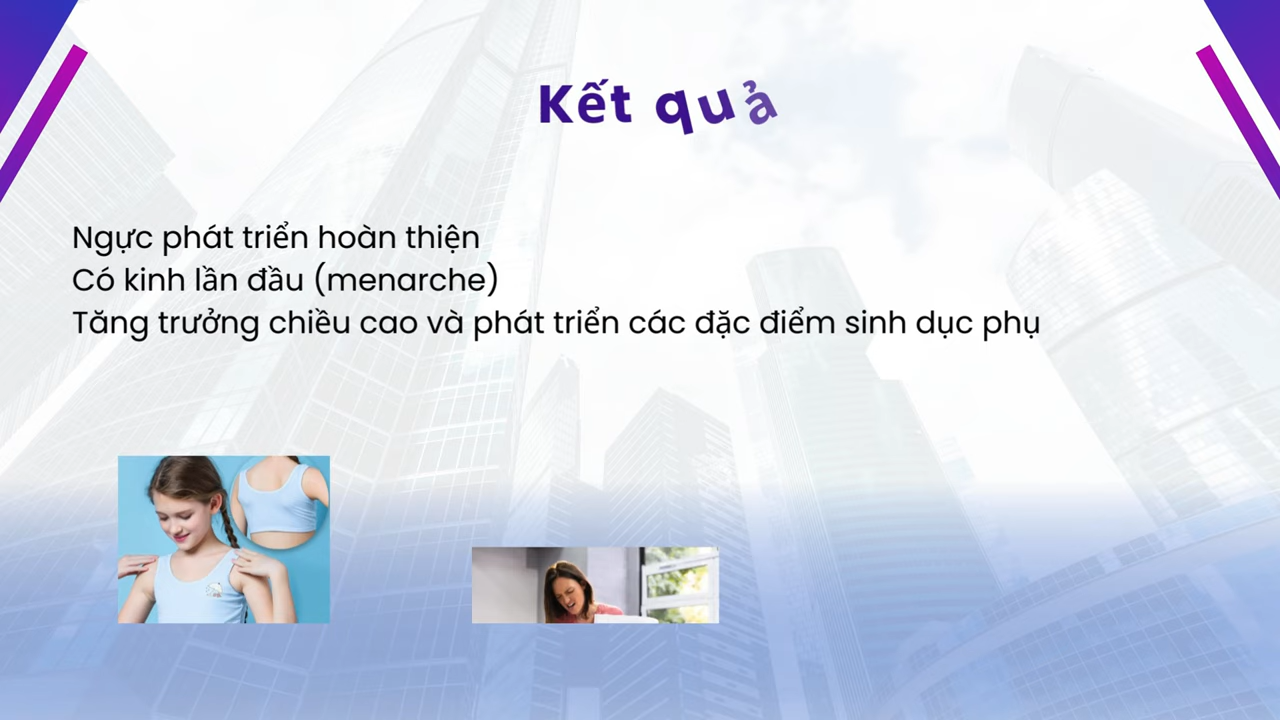 Kết quả
Ngực phát triển hoàn thiện
Có kinh lần đầu (menarche)
Tăng trưởng chiều cao và phát triển các đặc điểm sinh dục phụ